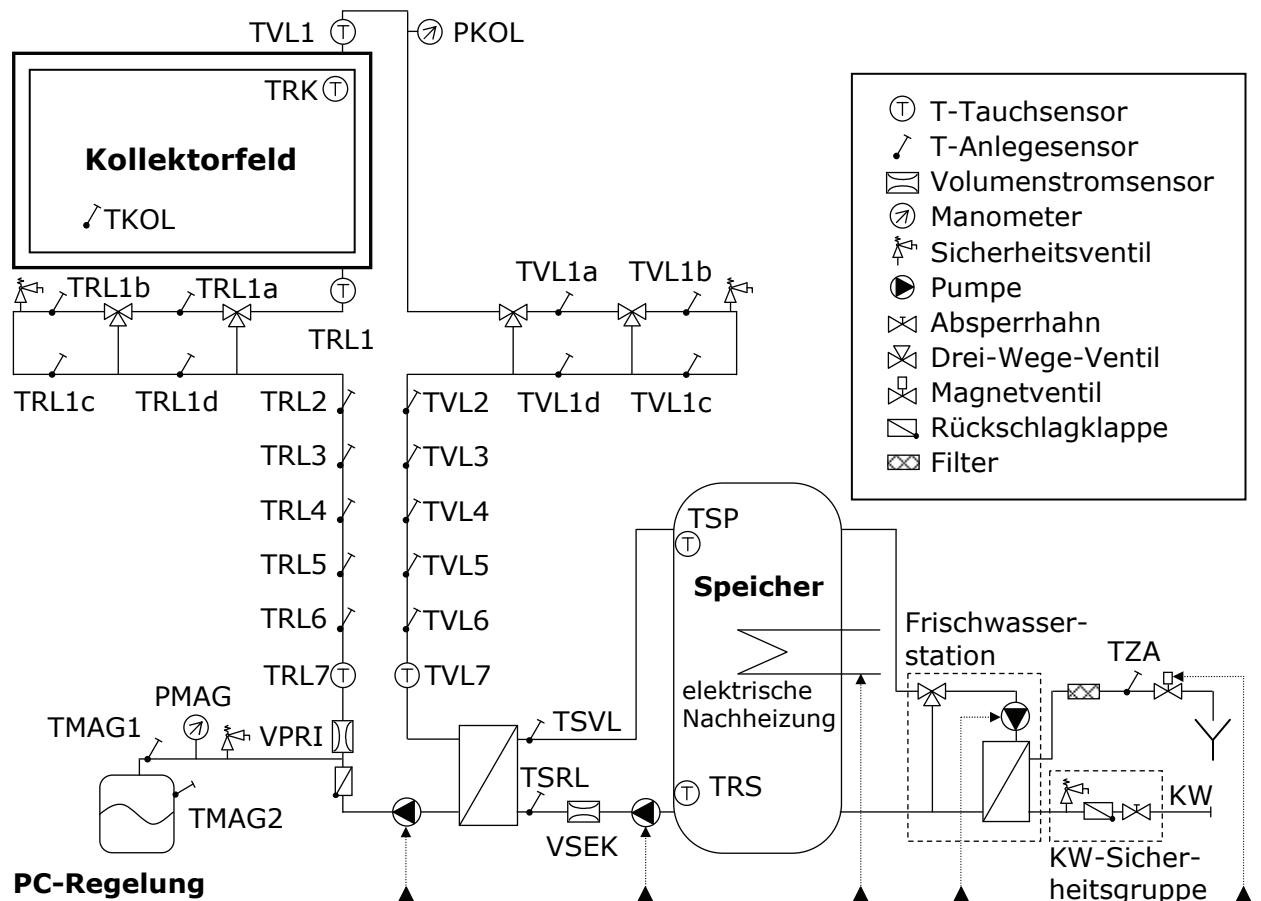 TVL1
PKOL
TRK
Kollektorfeld
TKOL
TRL1b
TRL1a
TRL1
TRL1c
TRL1d
TVL1a
TVL1b
TVL1d
TVL1c
T-Tauchsensor
T-Anlegesensor
Volumenstromsensor
Manometer
Sicherheitsventil
Pumpe
Absperrhahn
Drei-Wege-Ventil
Magnetventil
Rückschlagklappe
Filter
TRL2
TVL2
TRL3
TVL3
TRL4
TVL4
TRL5
TVL5
TRL6
TVL6
TRL7
TVL7
TSP
Speicher
elektrische
Nachheizung
TRS
Frischwasser-
station
TZA
PMAG
TMAG1
VPRI
TMAG2
TSVL
TSRL
VSEK
KW
KW-Sicher-
heitsgruppe
PC-Regelung